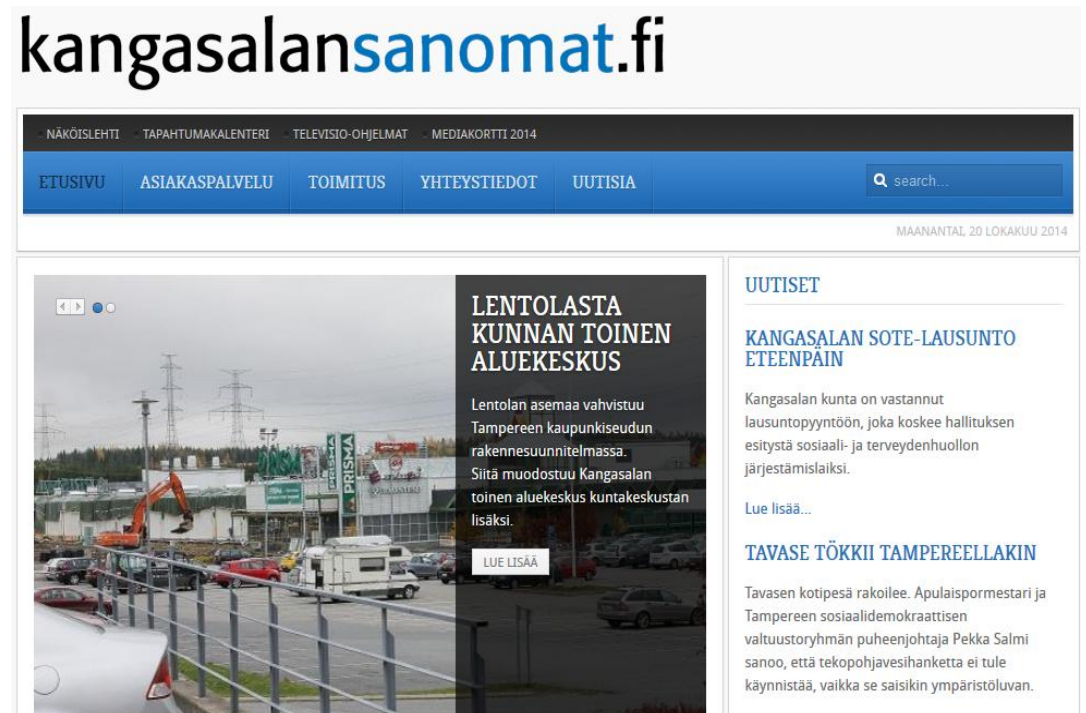 kangasalansanomat.fi
NÄKÖISLEHTI TAPAHTUMAKALENTERI TELEVISIO-OHJELMAT MEDIAKORTTI 2014
ETUSIVU ASIAKASPALVELU TOIMITUS YHTEYSTIEDOT UUTISIA search...
MAANANTAI, 20 LOKAKUU 2014
LENTOLASTA
KUNNAN TOINEN
ALUEKESKUS
Lentolan asemaa vahvistuu
Tampereen kaupunkiseudun
rakennesuunnitelmassa.
Siitä muodostuu Kangasalan
toinen aluekeskus kuntakeskustan
lisäksi.
LUE LISÄÄ
PRISMA
PRISMA
UUTISET
KANGASALAN SOTE-LAUSUNTO
ETEENPÄIN
Kangasalan kunta on vastannut
lausuntopyyntöön, joka koskee hallituksen
esitystä sosiaali- ja terveydenhuollon
järjestämislaiksi.
Lue lisää...
TAVASE TÖKKII TAMPEREELLAKIN
Tavasen kotipesä rakoilee. Apulaispormestari ja
Tampereen sosiaalidemokraattisen
valtuustoryhmän puheenjohtaja Pekka Salmi
sanoo, että tekopohjavesihanketta ei tule
käynnistää, vaikka se saisikin ympäristöluvan.